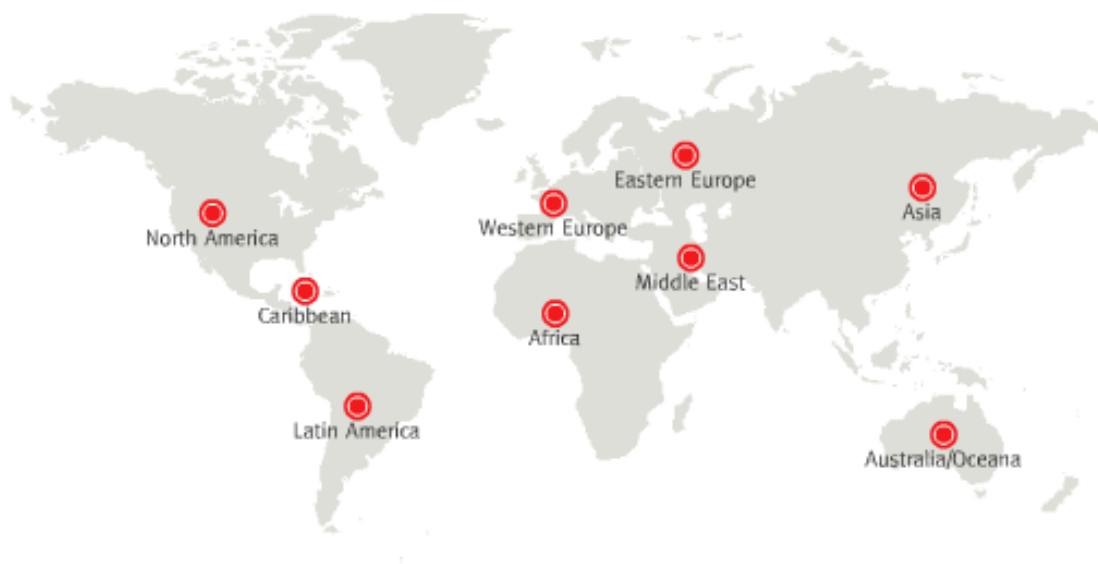 Eastern Europe
Asia
Western Europe
North America
Middle East
Caribbean
Africa
Latin America
Australia/Oceana